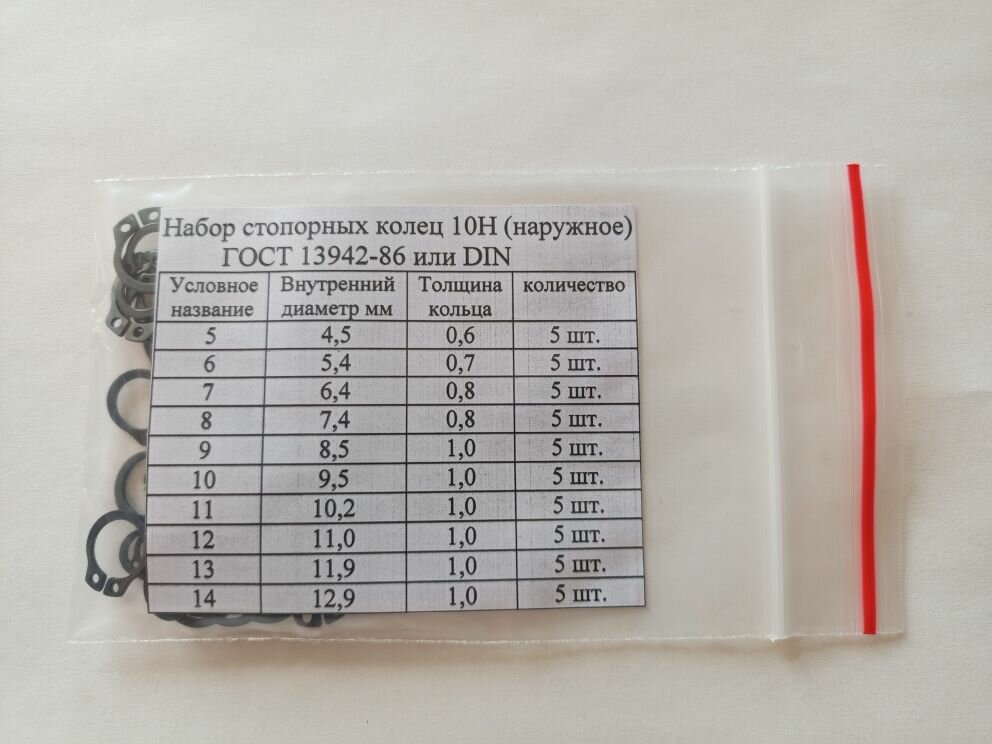 Набор стопорных колец 10Н (наружное)
ГОСТ 13942-86 или DIN
Условное название Внутренний диаметр мм Толщина кольца количество
5 4,5 0,6 5 шт.
6 5,4 0,7 5 шт.
7 6,4 0,8 5 шт.
8 7,4 0,8 5 шт.
9 8,5 1,0 5 шт.
10 9,5 1,0 5 шт.
11 10,2 1,0 5 шт.
12 11,0 1,0 5 шт.
13 11,9 1,0 5 шт.
14 12,9 1,0 5 шт.